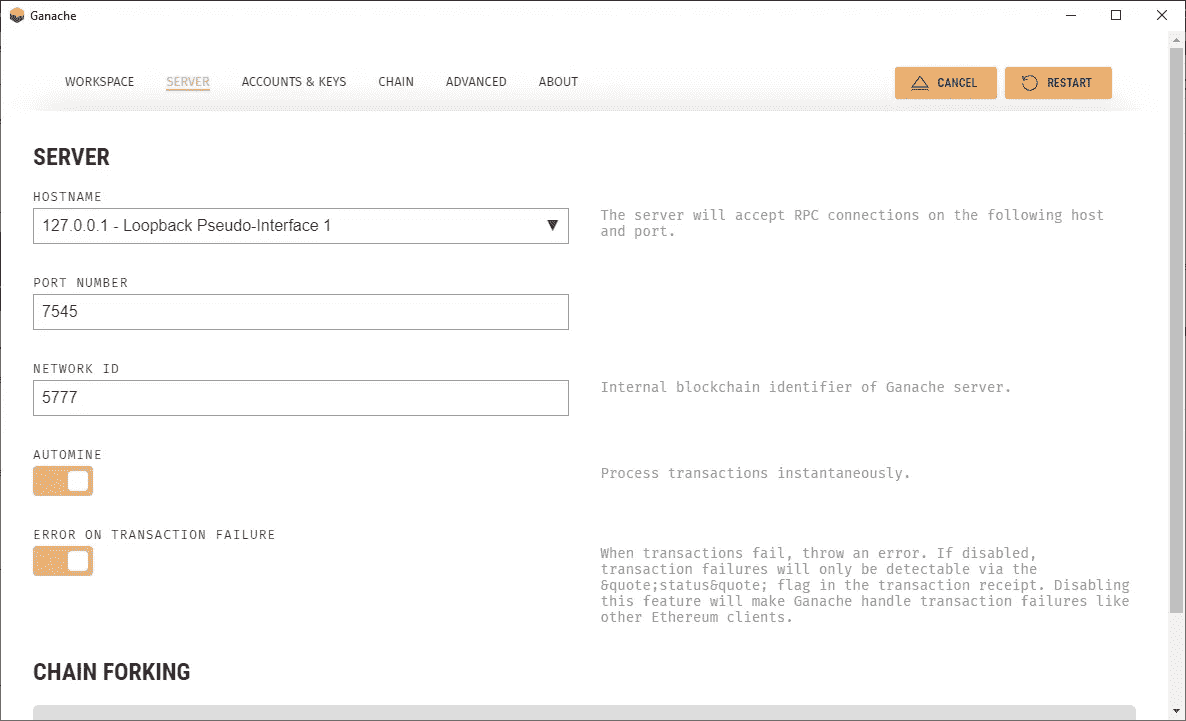 Ganache
WORKSPACE SERVER ACCOUNTS & KEYS CHAIN ADVANCED ABOUT CANCEL RESTART
SERVER
HOSTNAME
127.0.0.1 - Loopback Pseudo-Interface 1
The server will accept RPC connections on the following host
and port.
PORT NUMBER
7545
NETWORK ID
5777
Internal blockchain identifier of Ganache server.
AUTOMINE
Process transactions instantaneously.
ERROR ON TRANSACTION FAILURE
When transactions fail, throw an error. If disabled,
transaction failures will only be detectable via the
&quote;status&quote; flag in the transaction receipt. Disabling
this feature will make Ganache handle transaction failures like
other Ethereum clients.
CHAIN FORKING